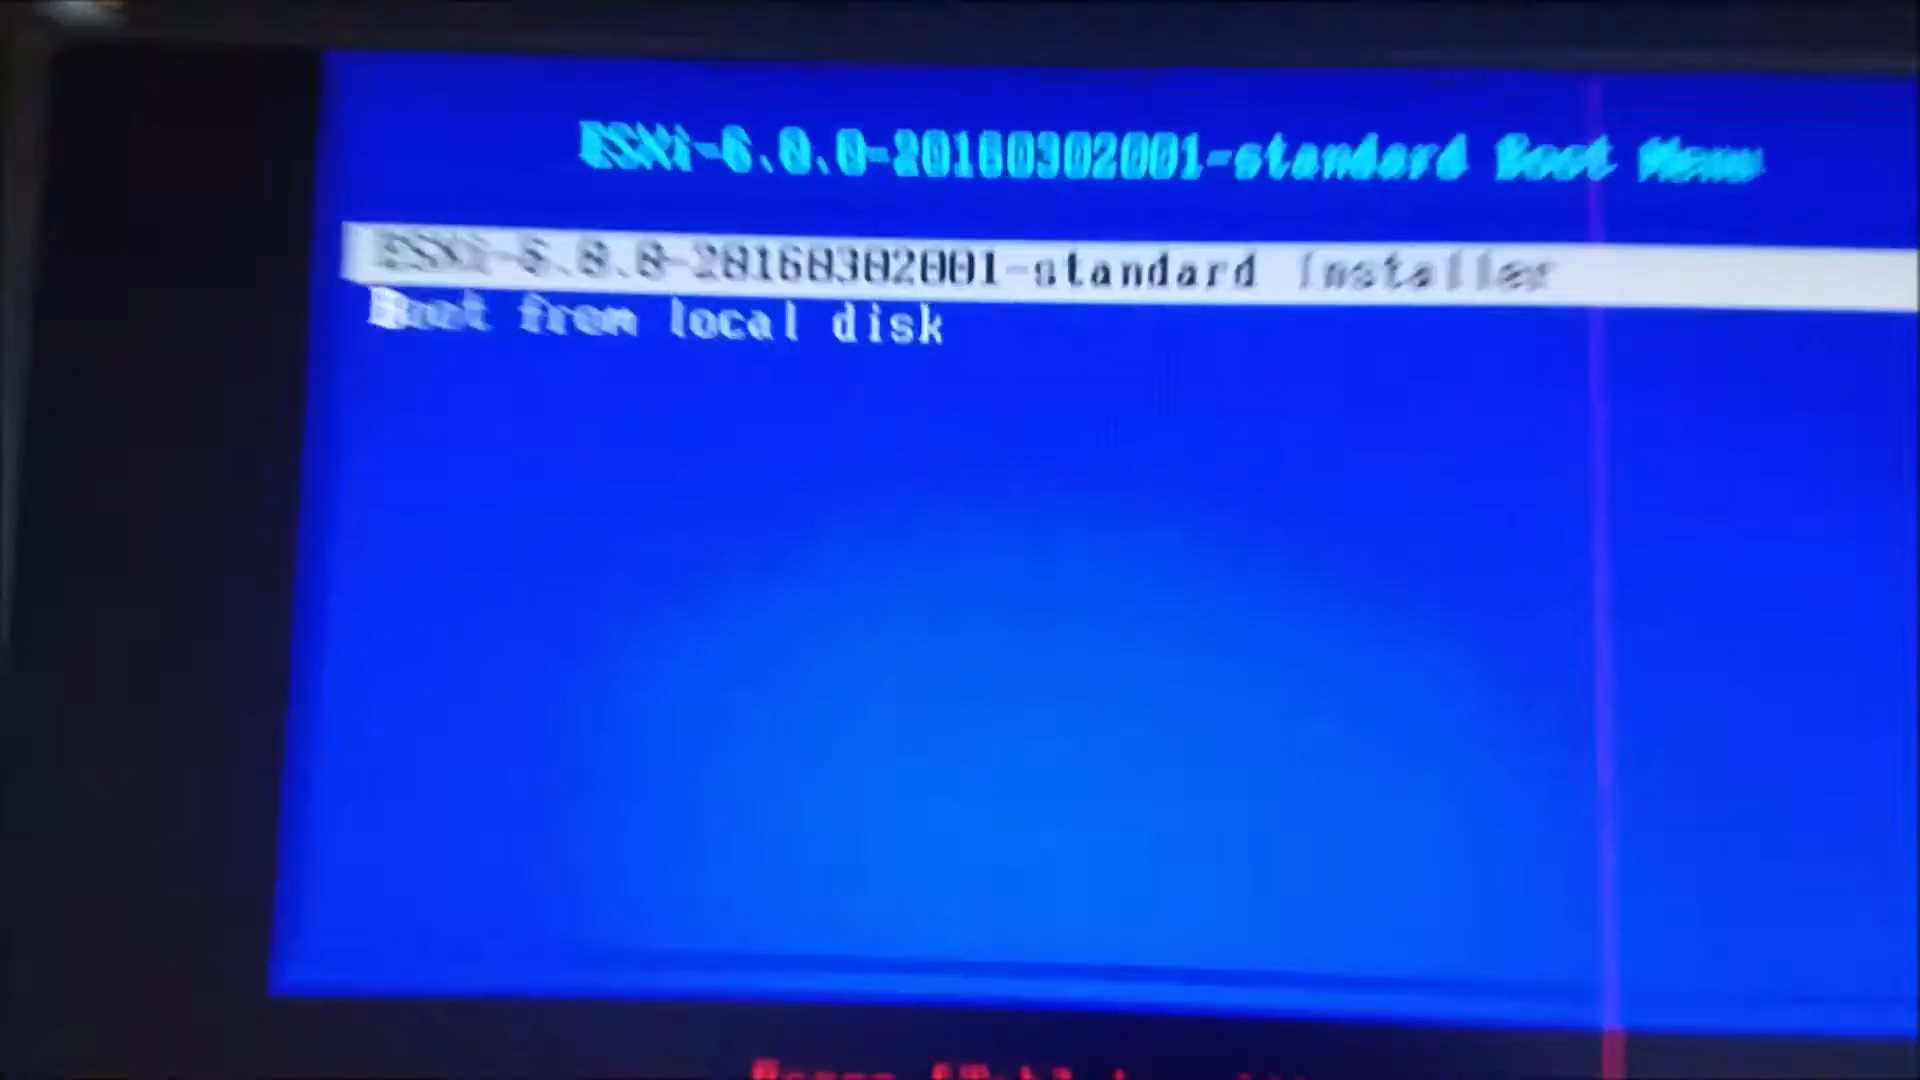 ESXi-6.0.0-20160302001-standard Boot Menu
ESXi-6.0.0-20160302001-standard Installer
Boot from local disk